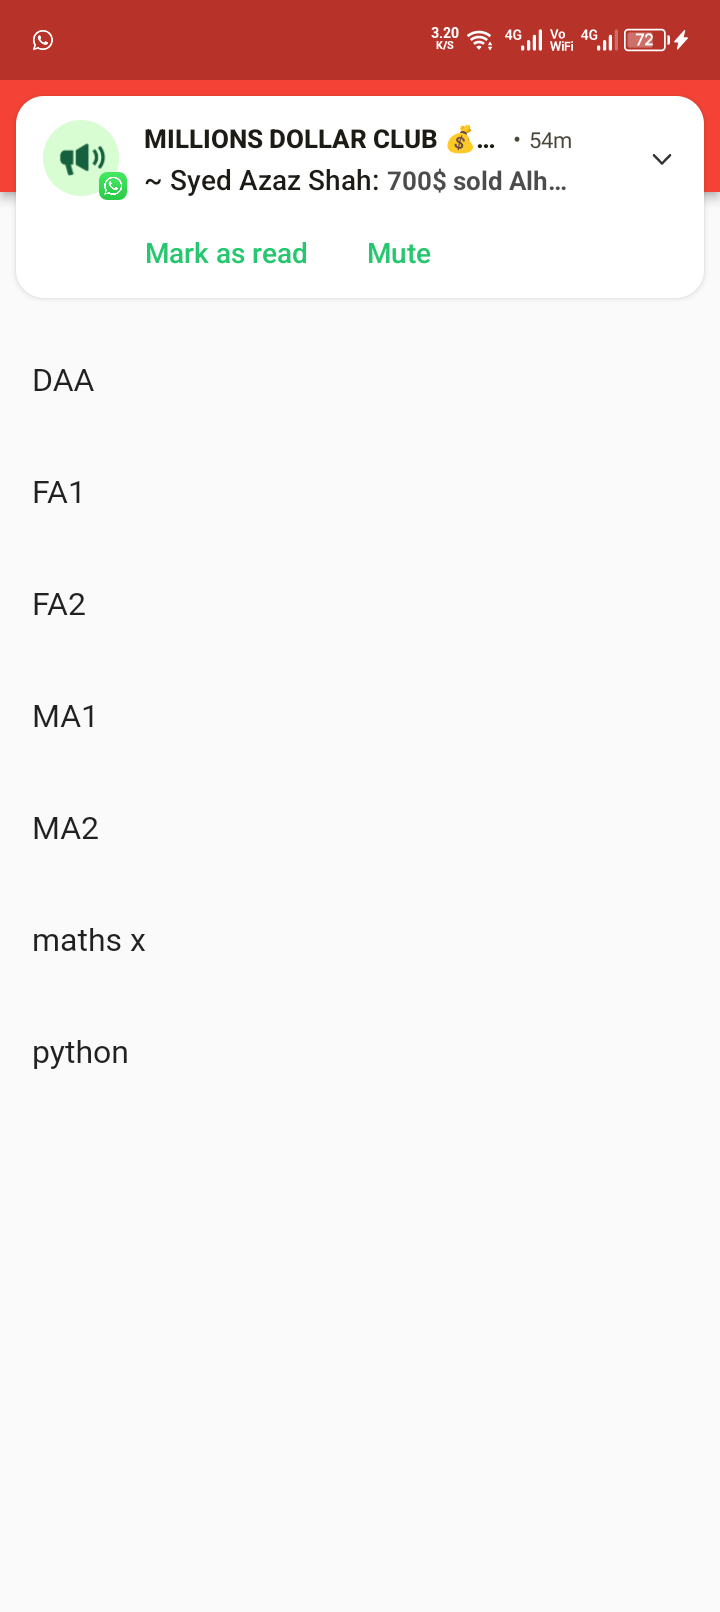 3.20
K/S
4G
Vo
WiFi
4G
72
MILLIONS DOLLAR CLUB 💰... • 54m
~ Syed Azaz Shah: 700$ sold Alh...
Mark as read Mute
DAA
FA1
FA2
MA1
MA2
maths x
python